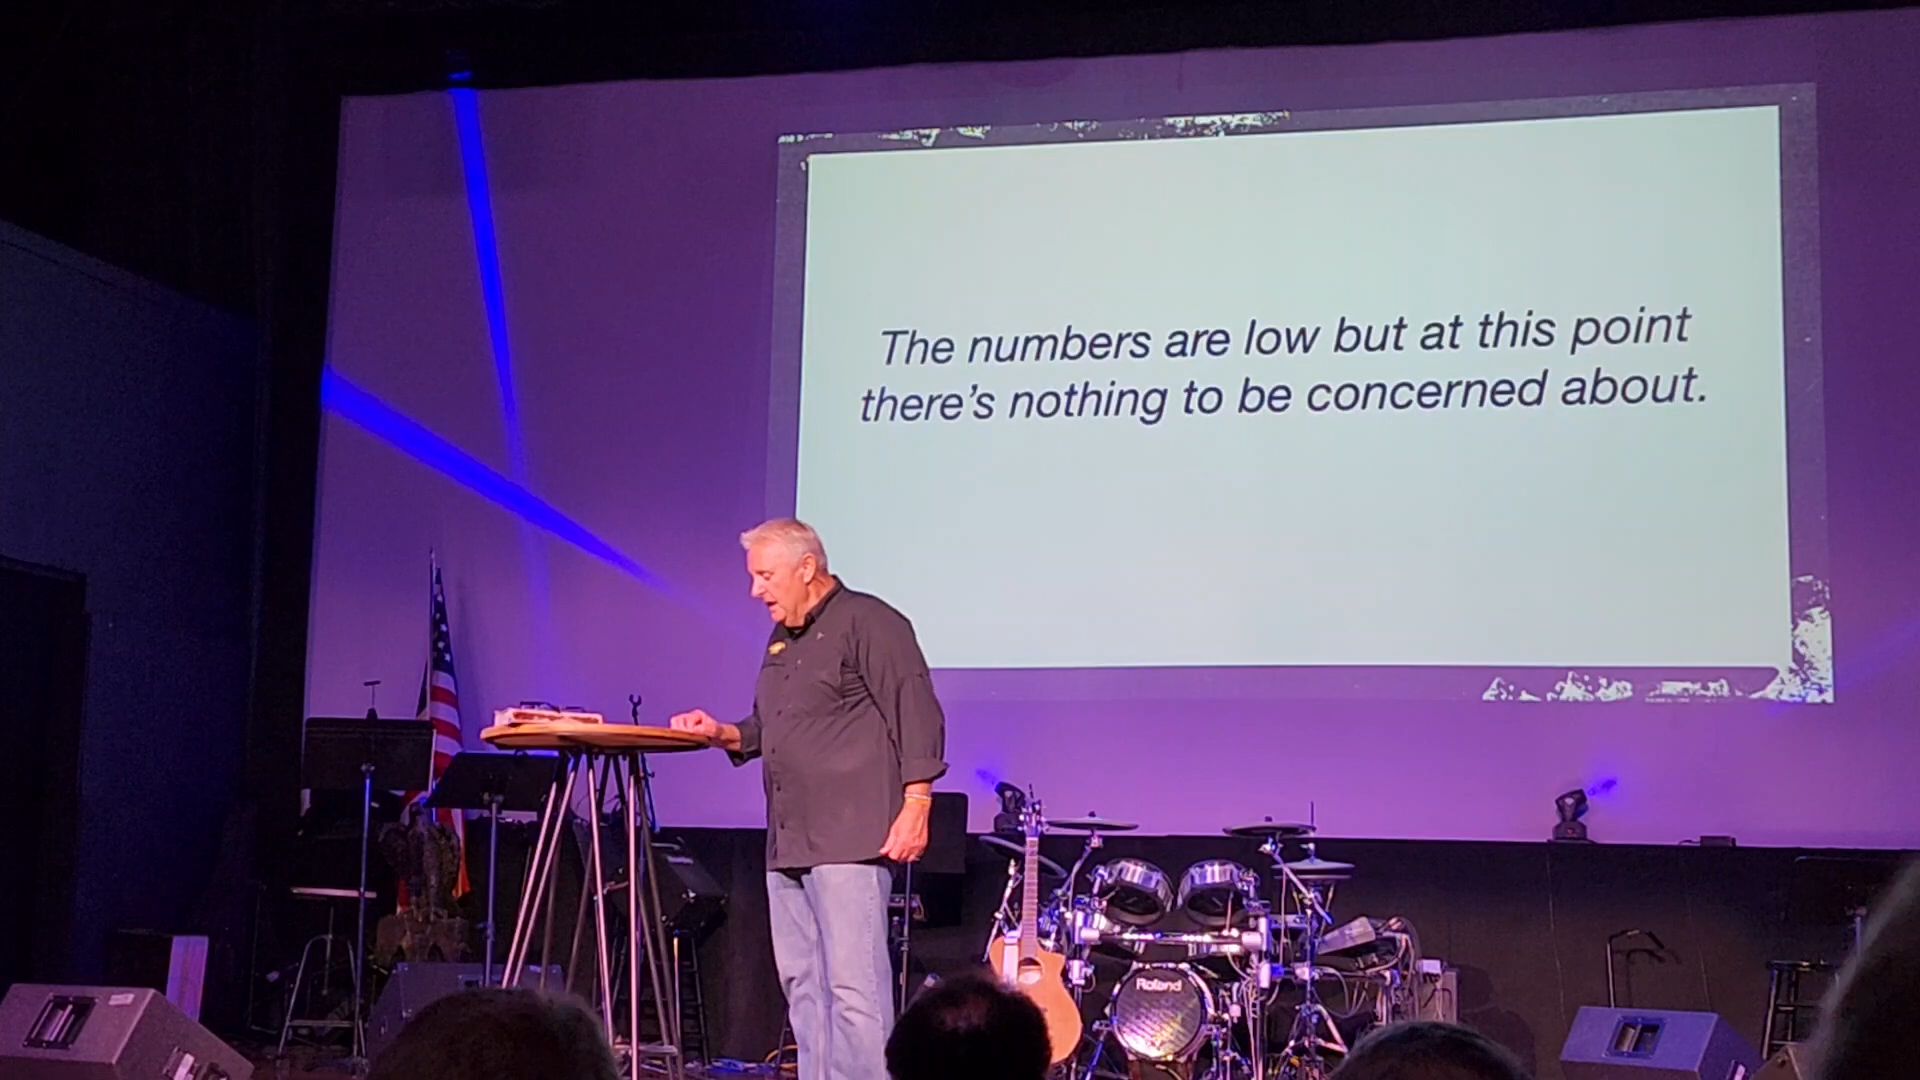 The numbers are low but at this point
there's nothing to be concerned about.
Roland